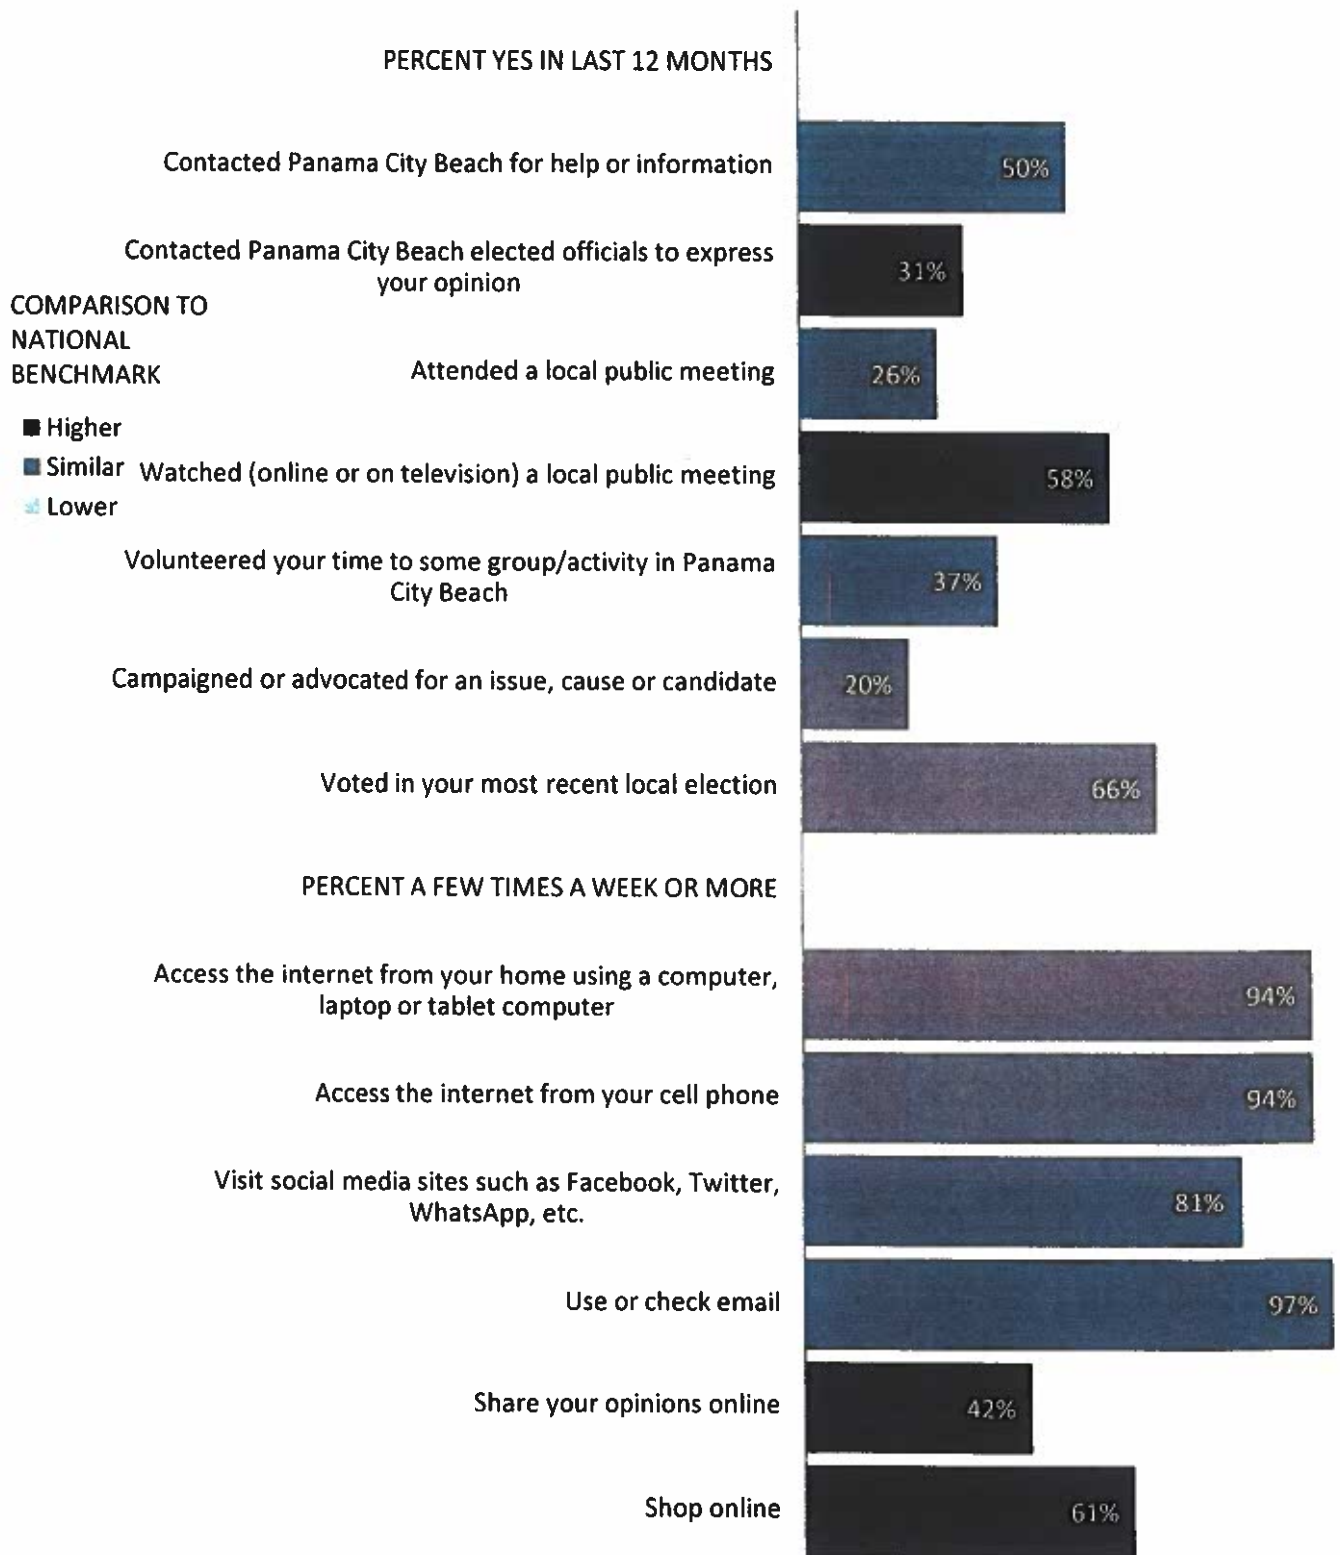 PERCENT YES IN LAST 12 MONTHS
Contacted Panama City Beach for help or information
50%
Contacted Panama City Beach elected officials to express
your opinion
31%
COMPARISON TO
NATIONAL
BENCHMARK
Higher
Similar
Lower
Attended a local public meeting
26%
Watched (online or on television) a local public meeting
58%
Volunteered your time to some group/activity in Panama
City Beach
37%
Campaigned or advocated for an issue, cause or candidate
20%
Voted in your most recent local election
66%
PERCENT A FEW TIMES A WEEK OR MORE
Access the internet from your home using a computer,
laptop or tablet computer
94%
Access the internet from your cell phone
94%
Visit social media sites such as Facebook, Twitter,
WhatsApp, etc.
81%
Use or check email
97%
Share your opinions online
42%
Shop online
61%